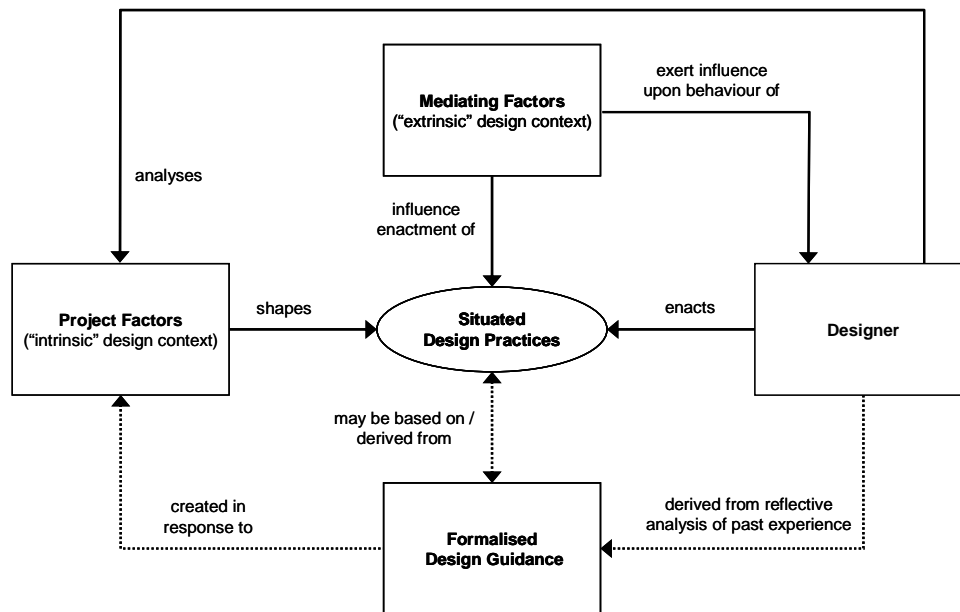 exert influence
upon behaviour of
Mediating Factors
(“extrinsic” design context)
analyses
influence
enactment of
Project Factors
(“intrinsic” design context)
shapes
Situated
Design Practices
enacts
Designer
may be based on /
derived from
created in
response to
Formalised
Design Guidance
derived from reflective
analysis of past experience